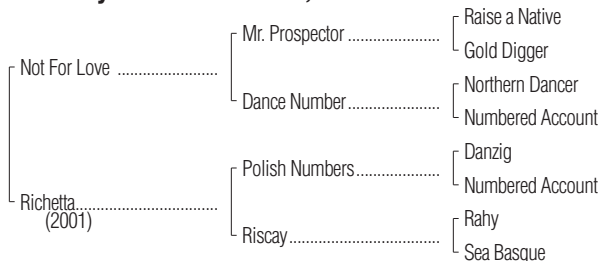 Raise a Native
Mr. Prospector ......................
Gold Digger
Not For Love ........................
Northern Dancer
Dance Number......................
Numbered Account
Danzig
Polish Numbers....................
Numbered Account
Richetta..................................
(2001)
Rahy
Riscay....................................
Sea Basque